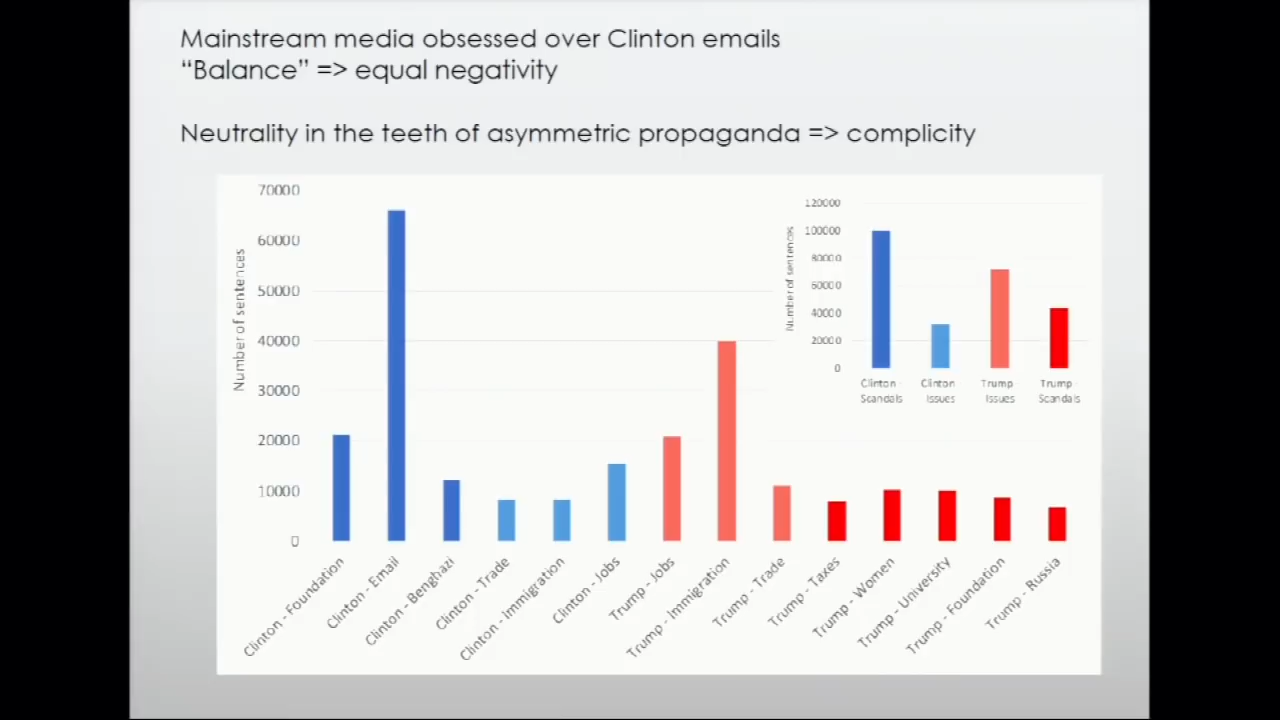 Mainstream media obsessed over Clinton emails
“Balance” => equal negativity
Neutrality in the teeth of asymmetric propaganda => complicity
70000
60000
50000
40000
30000
20000
10000
0
Number of sentences
Clinton - Foundation
Clinton - Email
Clinton - Benghazi
Clinton - Trade
Clinton - Immigration
Clinton - Jobs
Trump - Jobs
Trump - Immigration
Trump - Trade
Trump - Taxes
Trump - Women
Trump - University
Trump - Foundation
Trump - Russia
120000
100000
80000
60000
40000
20000
0
Number of sentences
Clinton -
Scandals
Clinton
Issues
Trump
Issues
Trump -
Scandals